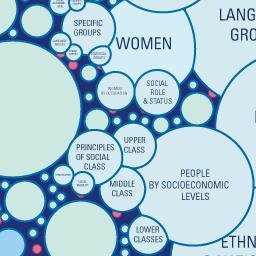 SPECIFIC
GROUPS
WOMEN
LANG
GRO
WOMEN
BY OCCUPATION
SOCIAL
ROLE
& STATUS
PRINCIPLES
OF SOCIAL
CLASS
UPPER
CLASS
MIDDLE
CLASS
PEOPLE
BY SOCIOECONOMIC
LEVELS
LOWER
CLASSES
ETHN